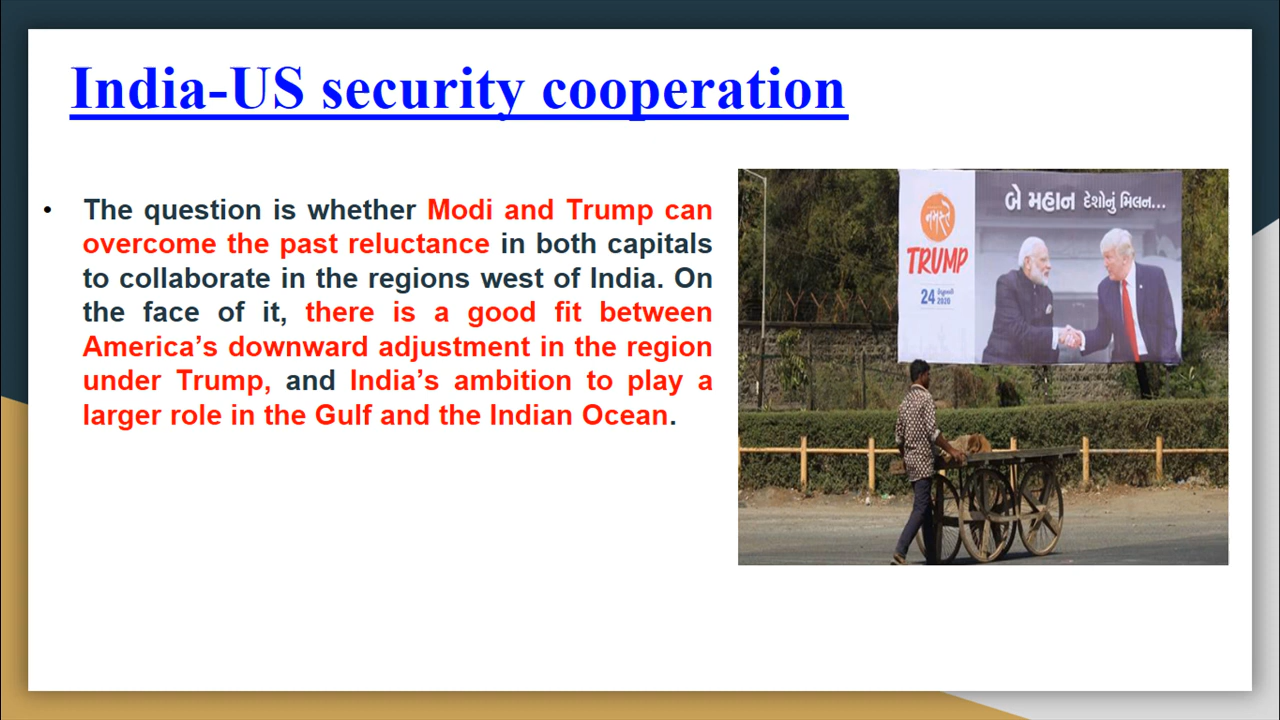 India-US security cooperation
• The question is whether Modi and Trump can
overcome the past reluctance in both capitals
to collaborate in the regions west of India. On
the face of it, there is a good fit between
America’s downward adjustment in the region
under Trump, and India’s ambition to play a
larger role in the Gulf and the Indian Ocean.
બે મહાન દેશોનું મિલન...
नमस्ते
TRUMP
24 ફેબ્રુઆરી
2020